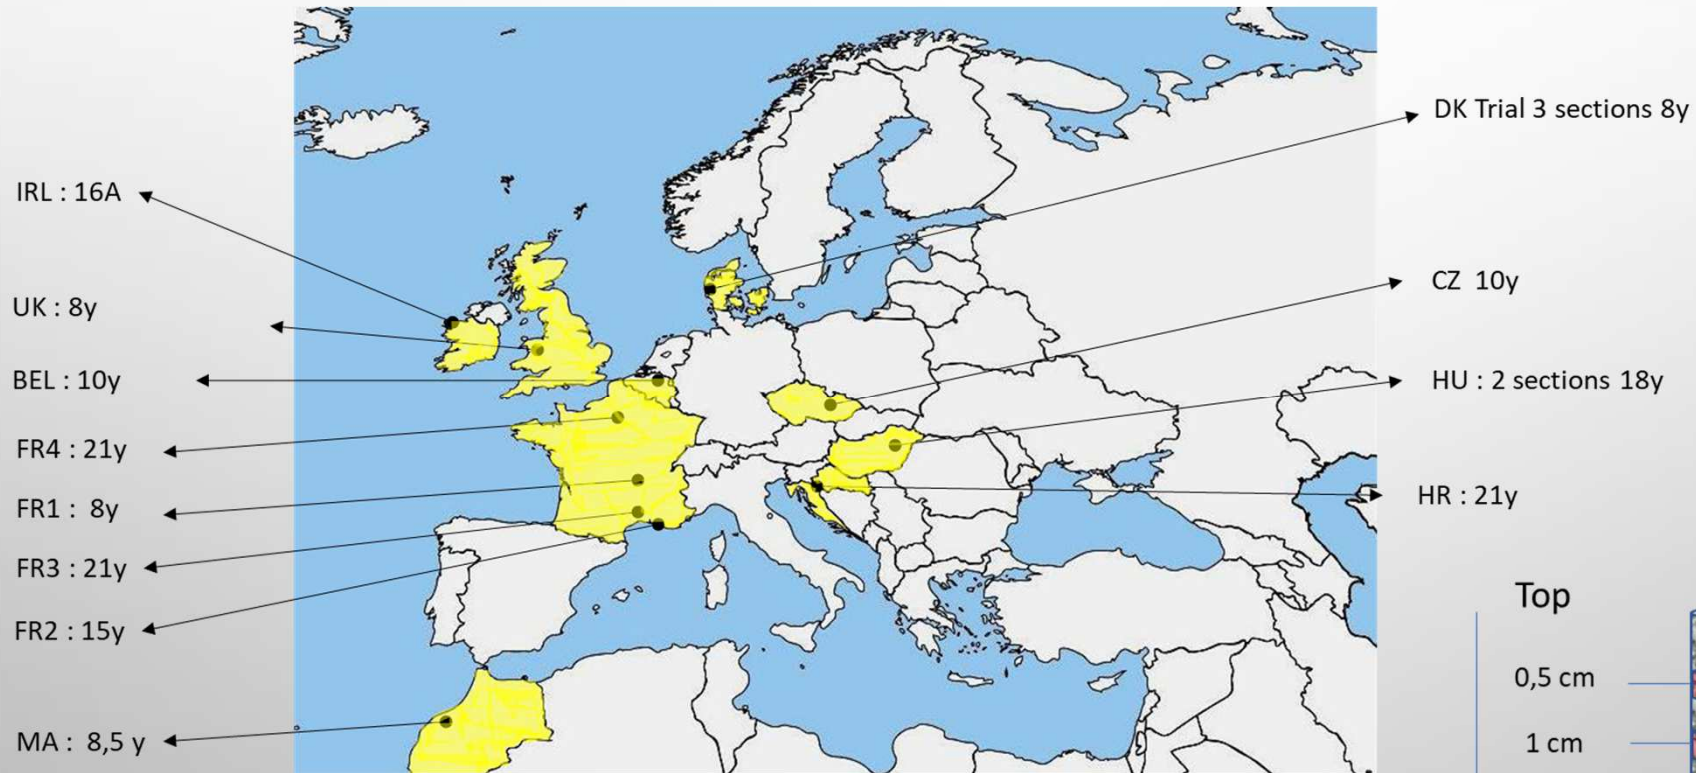 DK Trial 3 sections 8y
IRL : 16A
CZ 10y
UK : 8y
BEL : 10y
HU : 2 sections 18y
FR4 : 21y
FR1 : 8y
HR : 21y
FR3 : 21y
FR2 : 15y
Top
0,5 cm
MA : 8,5 y
1 cm